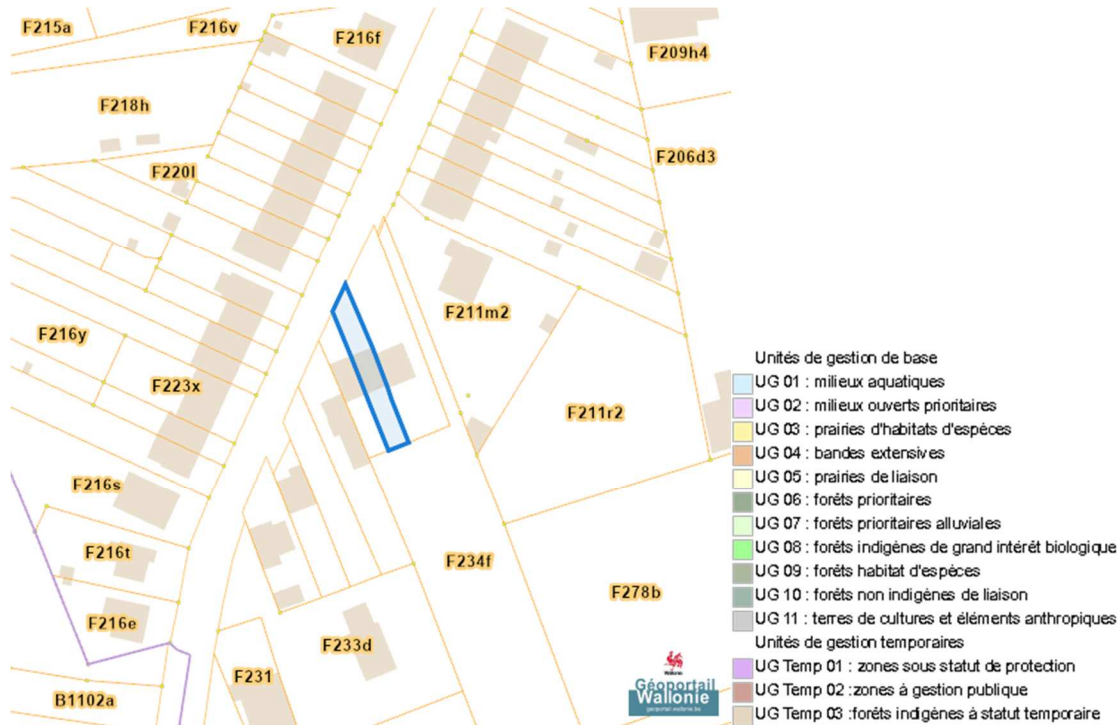 F215a
F216v
F216f
F209h4
F218h
F206d3
F220l
F211m2
F216y
F223x
F211r2
F216s
F216t
F234f
F278b
F216e
F233d
F231
B1102a
Unités de gestion de base
UG 01 : milieux aquatiques
UG 02 : milieux ouverts prioritaires
UG 03 : prairies d'habitats d'espèces
UG 04 : bandes extensives
UG 05 : prairies de liaison
UG 06 : forêts prioritaires
UG 07 : forêts prioritaires alluviales
UG 08 : forêts indigènes de grand intérêt biologique
UG 09 : forêts habitat d'espèces
UG 10 : forêts non indigènes de liaison
UG 11 : terres de cultures et éléments anthropiques
Unités de gestion temporaires
UG Temp 01 : zones sous statut de protection
UG Temp 02 :zones à gestion publique
UG Temp 03 :forêts indigènes à statut temporaire
Wallonie
Géoportail
Wallonie
geoportail.wallonie.be